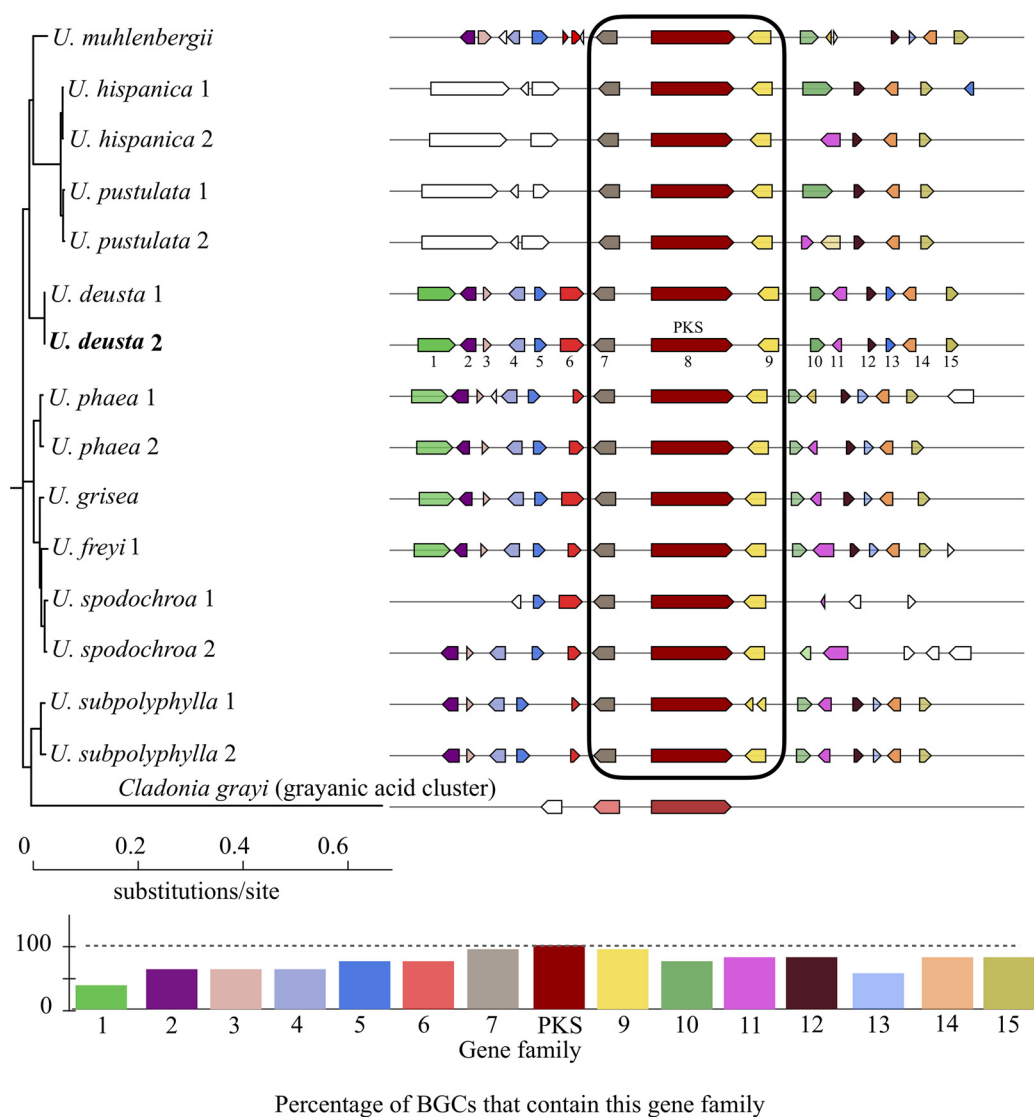 U. muhlenbergii
U. hispanica 1
U. hispanica 2
U. pustulata 1
U. pustulata 2
U. deusta 1
PKS
U. deusta 2
1 2 3 4 5 6 7 8 9 10 11 12 13 14 15
U. phaea 1
U. phaea 2
U. grisea
U. freyi 1
U. spodochroa 1
U. spodochroa 2
U. subpolyphylla 1
U. subpolyphylla 2
Cladonia grayi (grayanic acid cluster)
0 0.2 0.4 0.6
substitutions/site
100
0
1 2 3 4 5 6 7 PKS 9 10 11 12 13 14 15
Gene family
Percentage of BGCs that contain this gene family